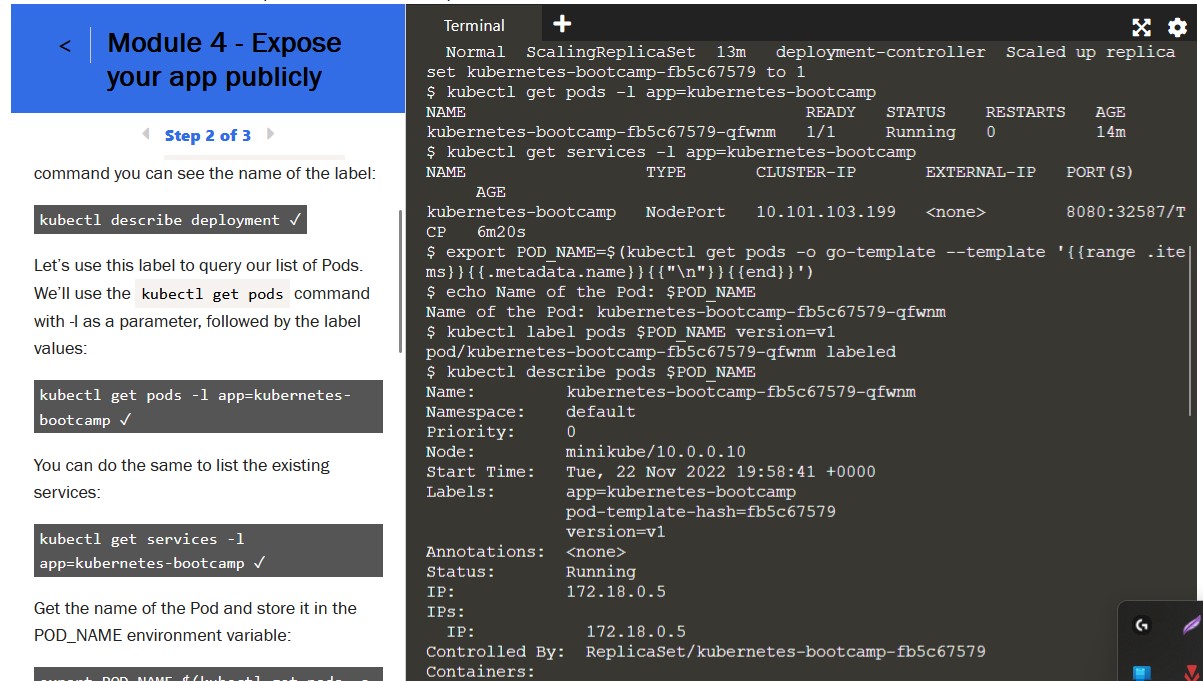 <
Module 4 - Expose
your app publicly
Step 2 of 3
command you can see the name of the label:
kubectl describe deployment ✓
Let's use this label to query our list of Pods.
We'll use the kubectl get pods command
with -l as a parameter, followed by the label
values:
kubectl get pods -l app=kubernetes-
bootcamp ✓
You can do the same to list the existing
services:
kubectl get services -l
app=kubernetes-bootcamp ✓
Get the name of the Pod and store it in the
POD_NAME environment variable:
export POD_NAME=$(kubectl get pods -o
Terminal +
Normal ScalingReplicaSet 13m deployment-controller Scaled up replica
set kubernetes-bootcamp-fb5c67579 to 1
$ kubectl get pods -l app=kubernetes-bootcamp
NAME READY STATUS RESTARTS AGE
kubernetes-bootcamp-fb5c67579-qfwnm 1/1 Running 0 14m
$ kubectl get services -l app=kubernetes-bootcamp
NAME TYPE CLUSTER-IP EXTERNAL-IP PORT(S)
AGE
kubernetes-bootcamp NodePort 10.101.103.199 <none> 8080:32587/T
CP 6m20s
$ export POD_NAME=$(kubectl get pods -o go-template --template '{{range .ite
ms}}{{.metadata.name}}{{"\n"}}{{end}}')
$ echo Name of the Pod: $POD_NAME
Name of the Pod: kubernetes-bootcamp-fb5c67579-qfwnm
$ kubectl label pods $POD_NAME version=v1
pod/kubernetes-bootcamp-fb5c67579-qfwnm labeled
$ kubectl describe pods $POD_NAME
Name: kubernetes-bootcamp-fb5c67579-qfwnm
Namespace: default
Priority: 0
Node: minikube/10.0.0.10
Start Time: Tue, 22 Nov 2022 19:58:41 +0000
Labels: app=kubernetes-bootcamp
pod-template-hash=fb5c67579
version=v1
Annotations: <none>
Status: Running
IP: 172.18.0.5
IPs:
IP: 172.18.0.5
Controlled By: ReplicaSet/kubernetes-bootcamp-fb5c67579
Containers: